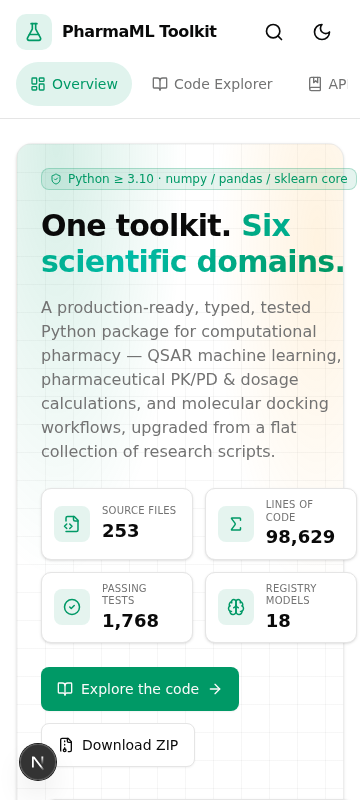 PharmaML Toolkit
Overview
Code Explorer
AP
Python ≥ 3.10 · numpy / pandas / sklearn core
One toolkit. Six
scientific domains.
A production-ready, typed, tested
Python package for computational
pharmacy — QSAR machine learning,
pharmaceutical PK/PD & dosage
calculations, and molecular docking
workflows, upgraded from a flat
collection of research scripts.
SOURCE FILES
253
LINES OF
CODE
98,629
PASSING
TESTS
1,768
REGISTRY
MODELS
18
Explore the code →
Download ZIP
N